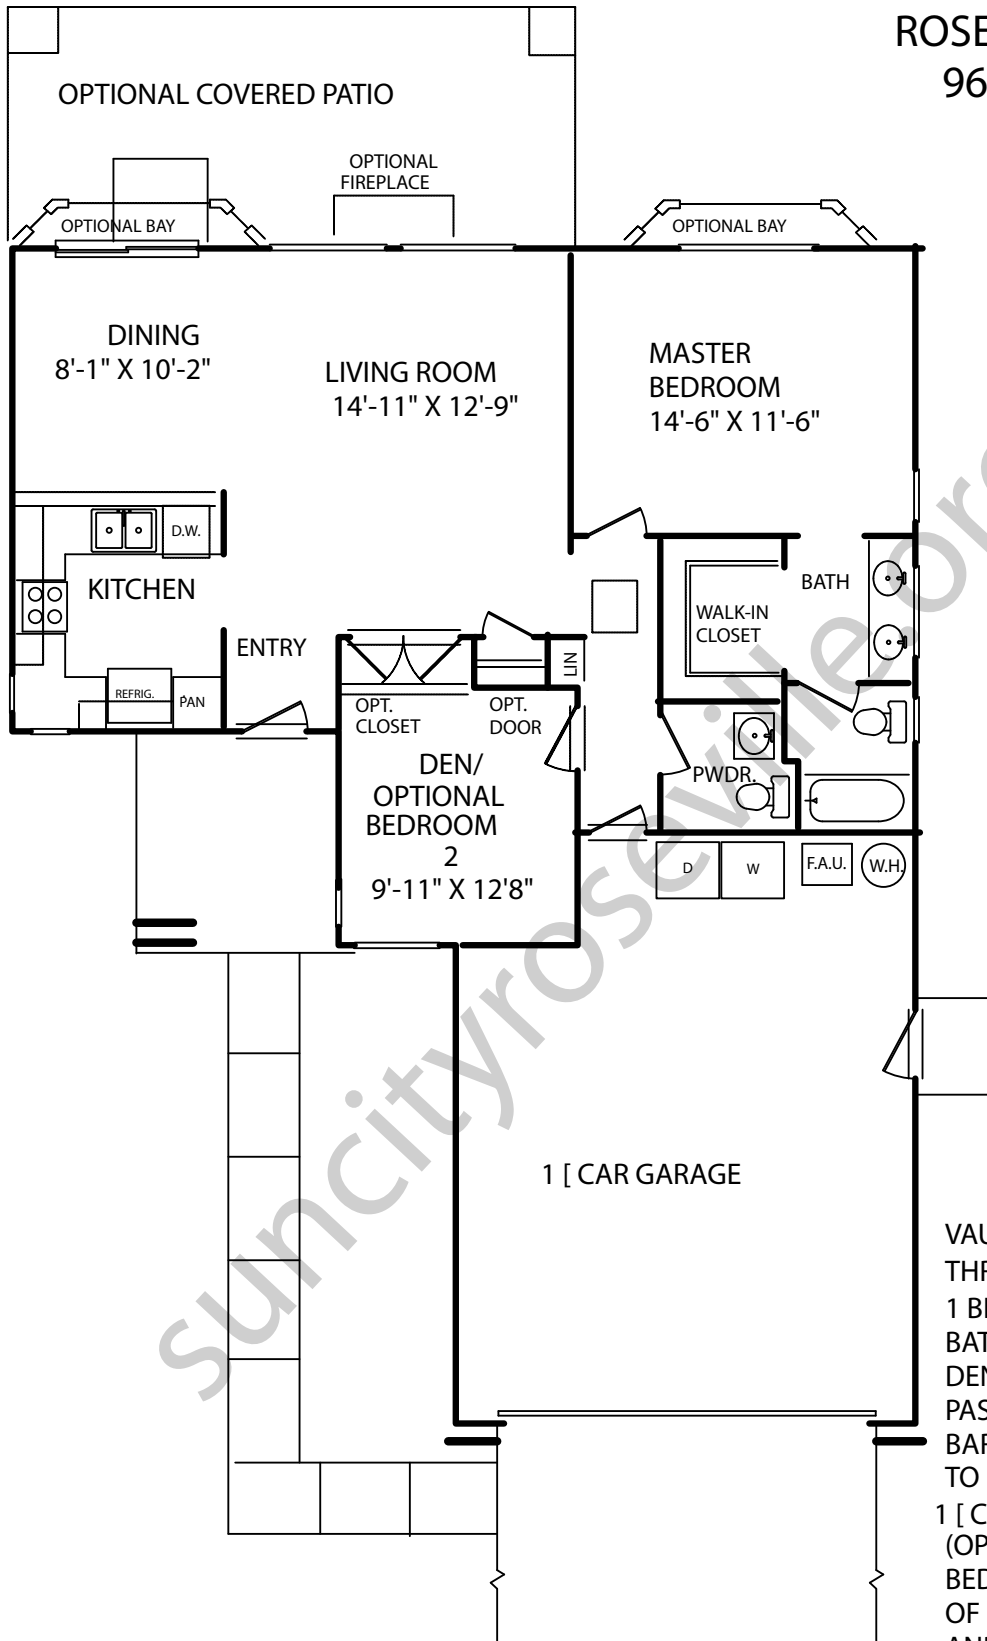 ROSE
96
OPTIONAL COVERED PATIO
OPTIONAL
FIREPLACE
OPTIONAL BAY
OPTIONAL BAY
DINING
8'-1" X 10'-2"
LIVING ROOM
14'-11" X 12'-9"
MASTER
BEDROOM
14'-6" X 11'-6"
D.W.
KITCHEN
BATH
WALK-IN
CLOSET
ENTRY
LIN
REFRIG.
PAN
OPT.
CLOSET
OPT.
DOOR
DEN/
OPTIONAL
BEDROOM
2
9'-11" X 12'8"
PWDR.
D
W
F.A.U.
W.H.
1 [ CAR GARAGE
suncityroseville.or
VAU
THR
1 B
BAT
DEN
PAS
BAR
TO
1 [ C
(OP
BED
OF